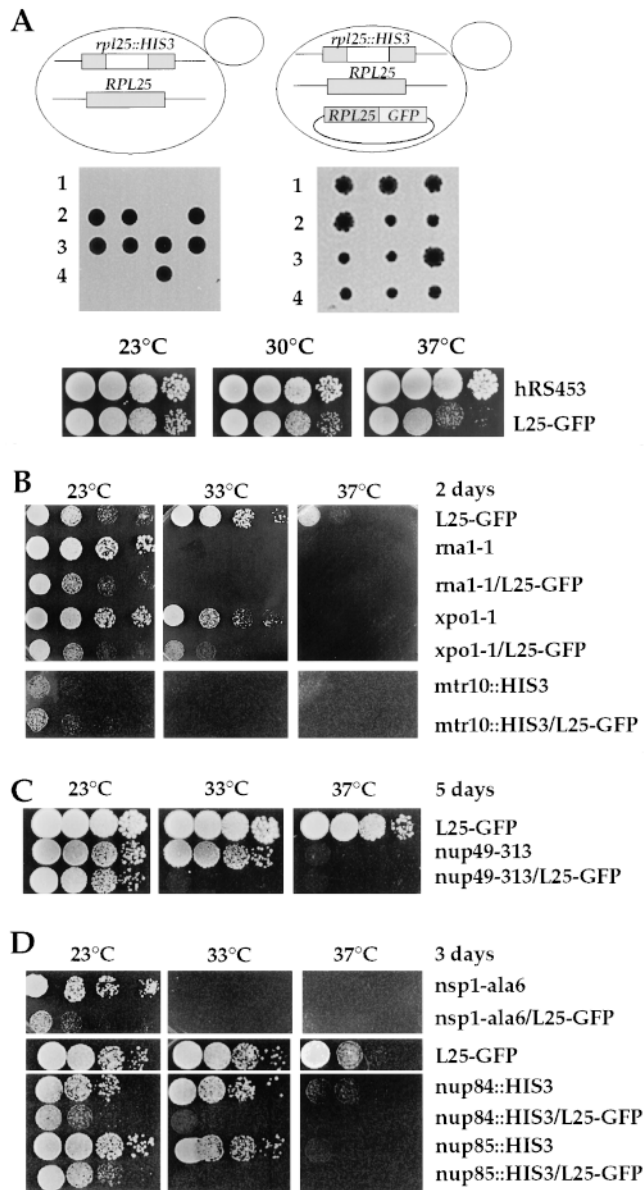 A
rpl25::HIS3
RPL25
rpl25::HIS3
RPL25
RPL25 GFP
1
2
3
4
1
2
3
4
23°C 30°C 37°C
hRS453
L25-GFP
B
23°C 33°C 37°C 2 days
L25-GFP
rna1-1
rna1-1/L25-GFP
xpo1-1
xpo1-1/L25-GFP
mtr10::HIS3
mtr10::HIS3/L25-GFP
C
23°C 33°C 37°C 5 days
L25-GFP
nup49-313
nup49-313/L25-GFP
D
23°C 33°C 37°C 3 days
nsp1-ala6
nsp1-ala6/L25-GFP
L25-GFP
nup84::HIS3
nup84::HIS3/L25-GFP
nup85::HIS3
nup85::HIS3/L25-GFP